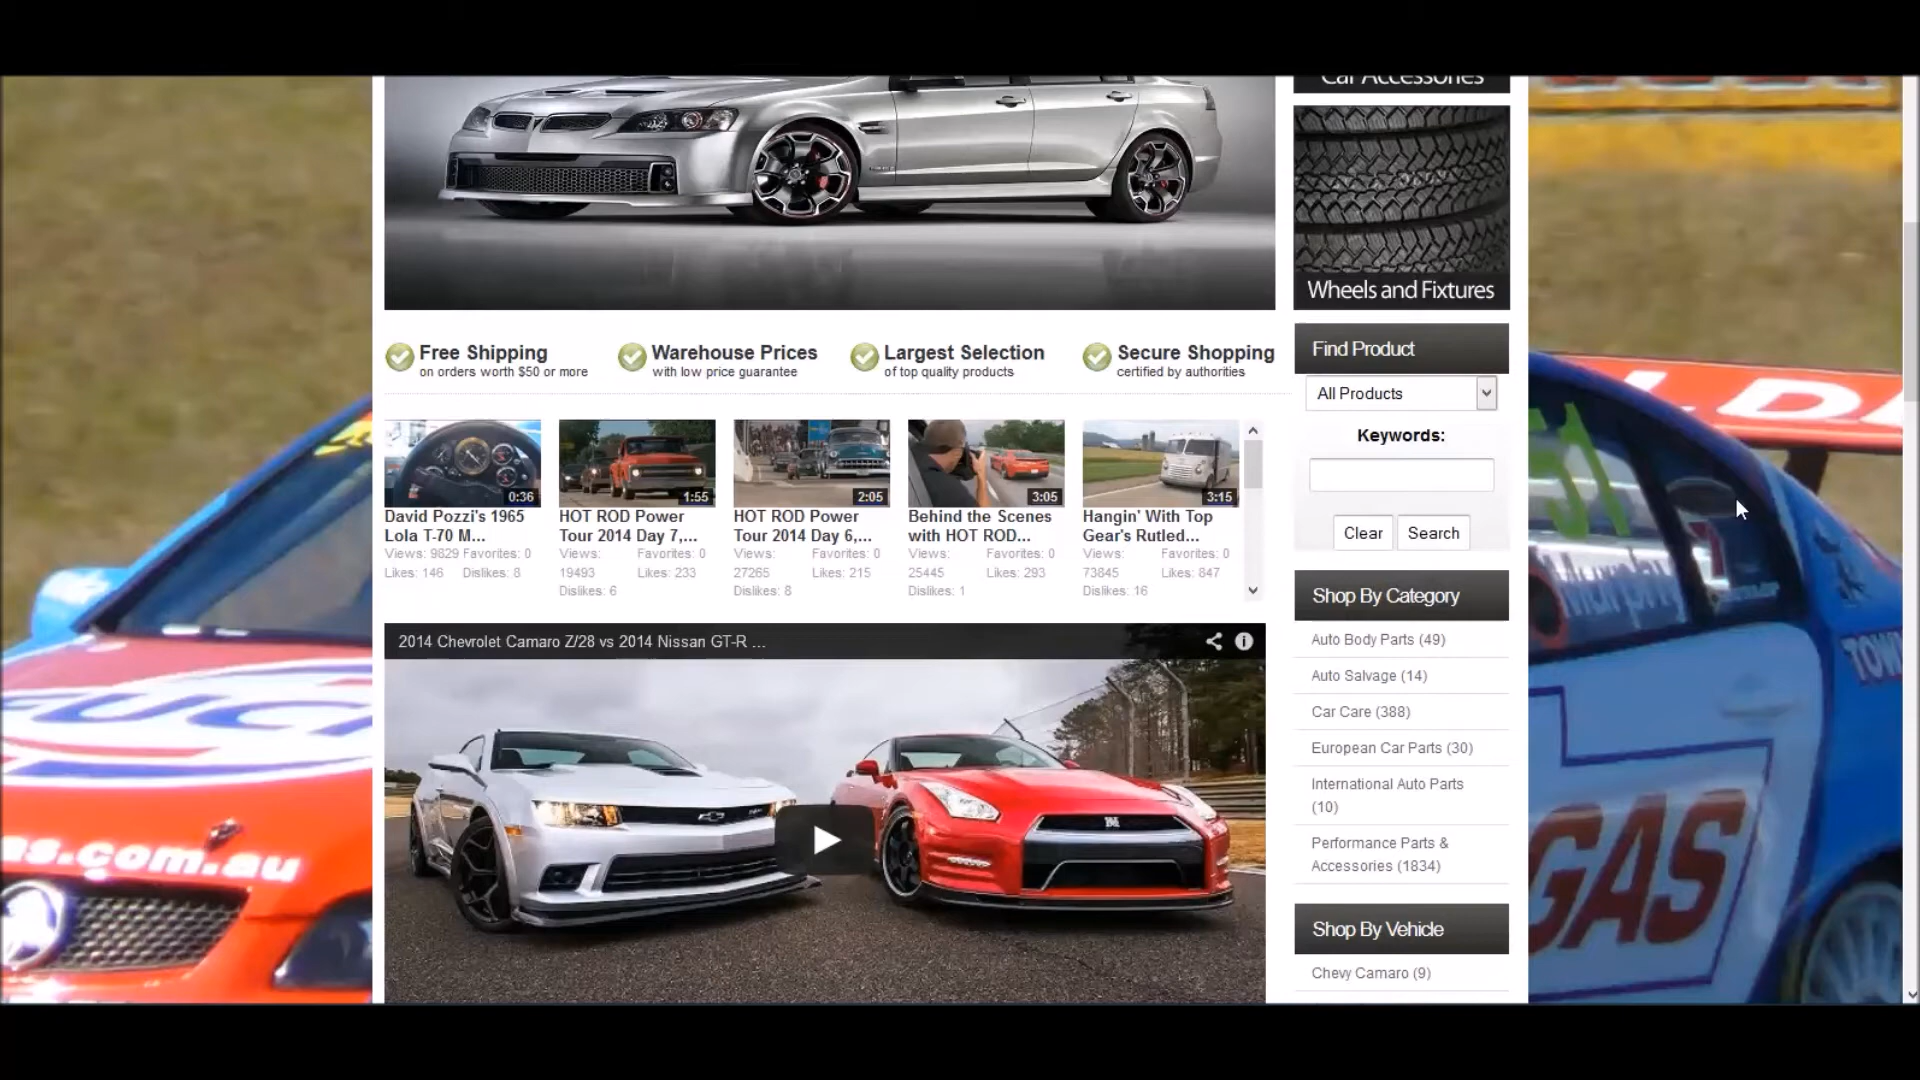 Car Accessories
Wheels and Fixtures
Free Shipping
on orders worth $50 or more
Warehouse Prices
with low price guarantee
Largest Selection
of top quality products
Secure Shopping
certified by authorities
Find Product
All Products
Keywords:
Clear
Search
0:36
David Pozzi's 1965
Lola T-70 M...
Views: 9829 Favorites: 0
Likes: 146 Dislikes: 8
1:55
HOT ROD Power
Tour 2014 Day 7,...
Views: Favorites: 0
19493 Likes: 233
Dislikes: 6
2:05
HOT ROD Power
Tour 2014 Day 6,...
Views: Favorites: 0
27265 Likes: 215
Dislikes: 8
3:05
Behind the Scenes
with HOT ROD...
Views: Favorites: 0
25445 Likes: 293
Dislikes: 1
3:15
Hangin' With Top
Gear's Rutled...
Views: Favorites: 0
73845 Likes: 847
Dislikes: 16
2014 Chevrolet Camaro Z/28 vs 2014 Nissan GT-R ...
Shop By Category
Auto Body Parts (49)
Auto Salvage (14)
Car Care (388)
European Car Parts (30)
International Auto Parts
(10)
Performance Parts &
Accessories (1834)
Shop By Vehicle
Chevy Camaro (9)
as.com.au
51
Murphy
TOW
GAS